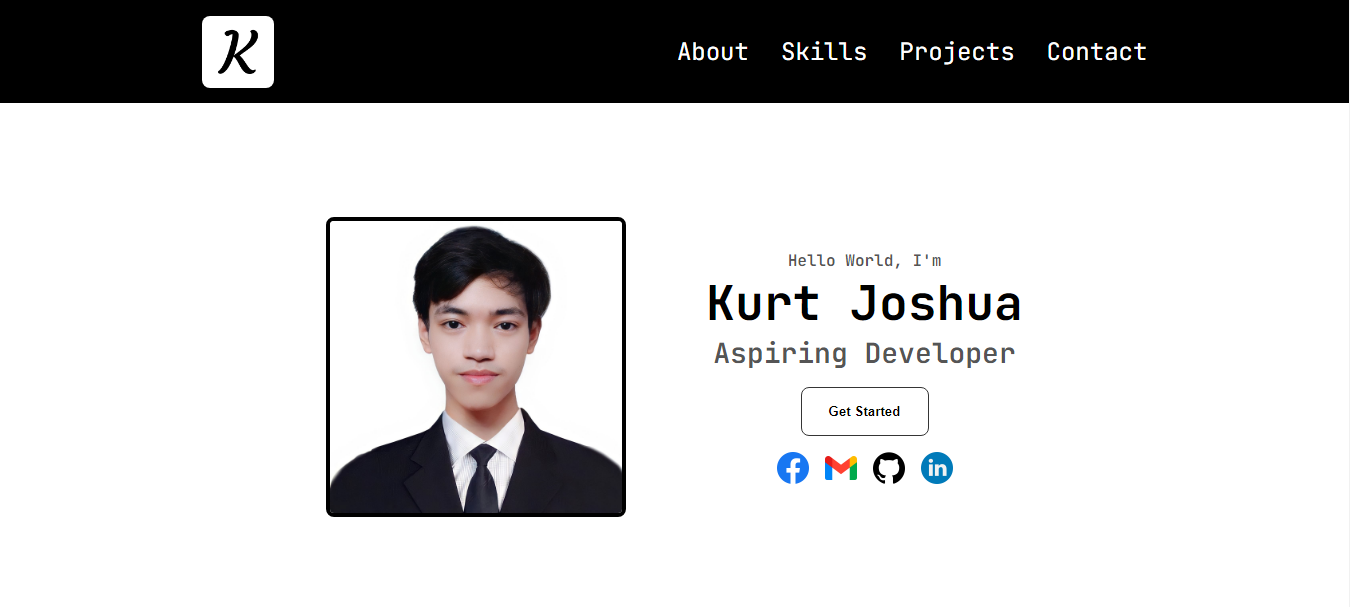 K
About Skills Projects Contact
Hello World, I'm
Kurt Joshua
Aspiring Developer
Get Started
in